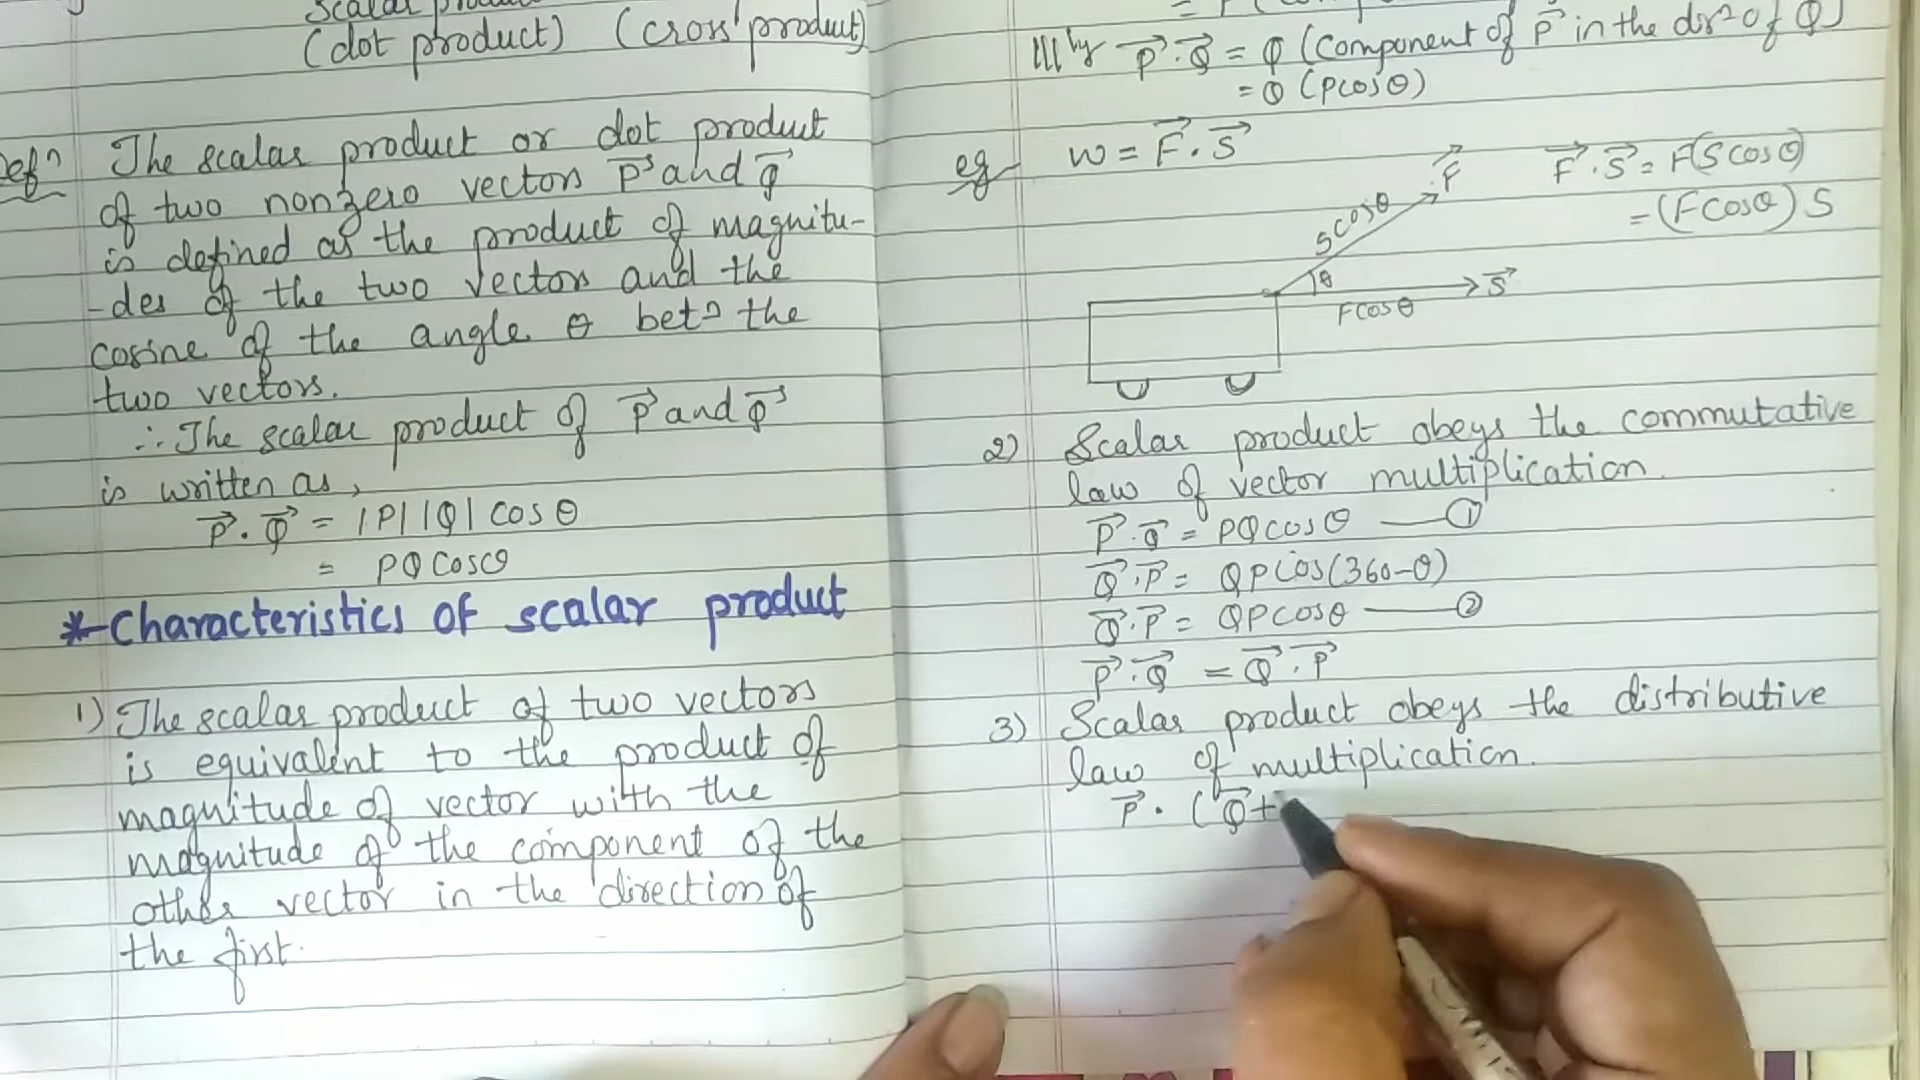 (dot product) (cross product)
Defn The scalar product or dot product
of two nonzero vectors P⃗ and Q⃗
is defined as the product of magnitu-
-des of the two vectors and the
cosine of the angle θ betn the
two vectors.
∴ The scalar product of P⃗ and Q⃗
is written as,
P⃗ . Q⃗ = |P| |Q| cos θ
= PQ Cosθ
*-Characteristics of scalar product
1) The scalar product of two vectors
is equivalent to the product of
magnitude of vector with the
magnitude of the component of the
other vector in the direction of
the first.
|||ly P⃗ . Q⃗ = Q (Component of P⃗ in the dirn of Q)
= Q (Pcosθ)
eg W = F⃗ . S⃗
F⃗ . S⃗ = F(S cosθ)
= (Fcosθ) S
F⃗
S cosθ
θ
S⃗
Fcosθ
2) Scalar product obeys the commutative
law of vector multiplication.
P⃗ . Q⃗ = PQ cosθ — ①
Q⃗ . P⃗ = QP cos(360-θ)
Q⃗ . P⃗ = QP cosθ — ②
P⃗ . Q⃗ = Q⃗ . P⃗
3) Scalar product obeys the distributive
law of multiplication.
P⃗ . (Q⃗ +